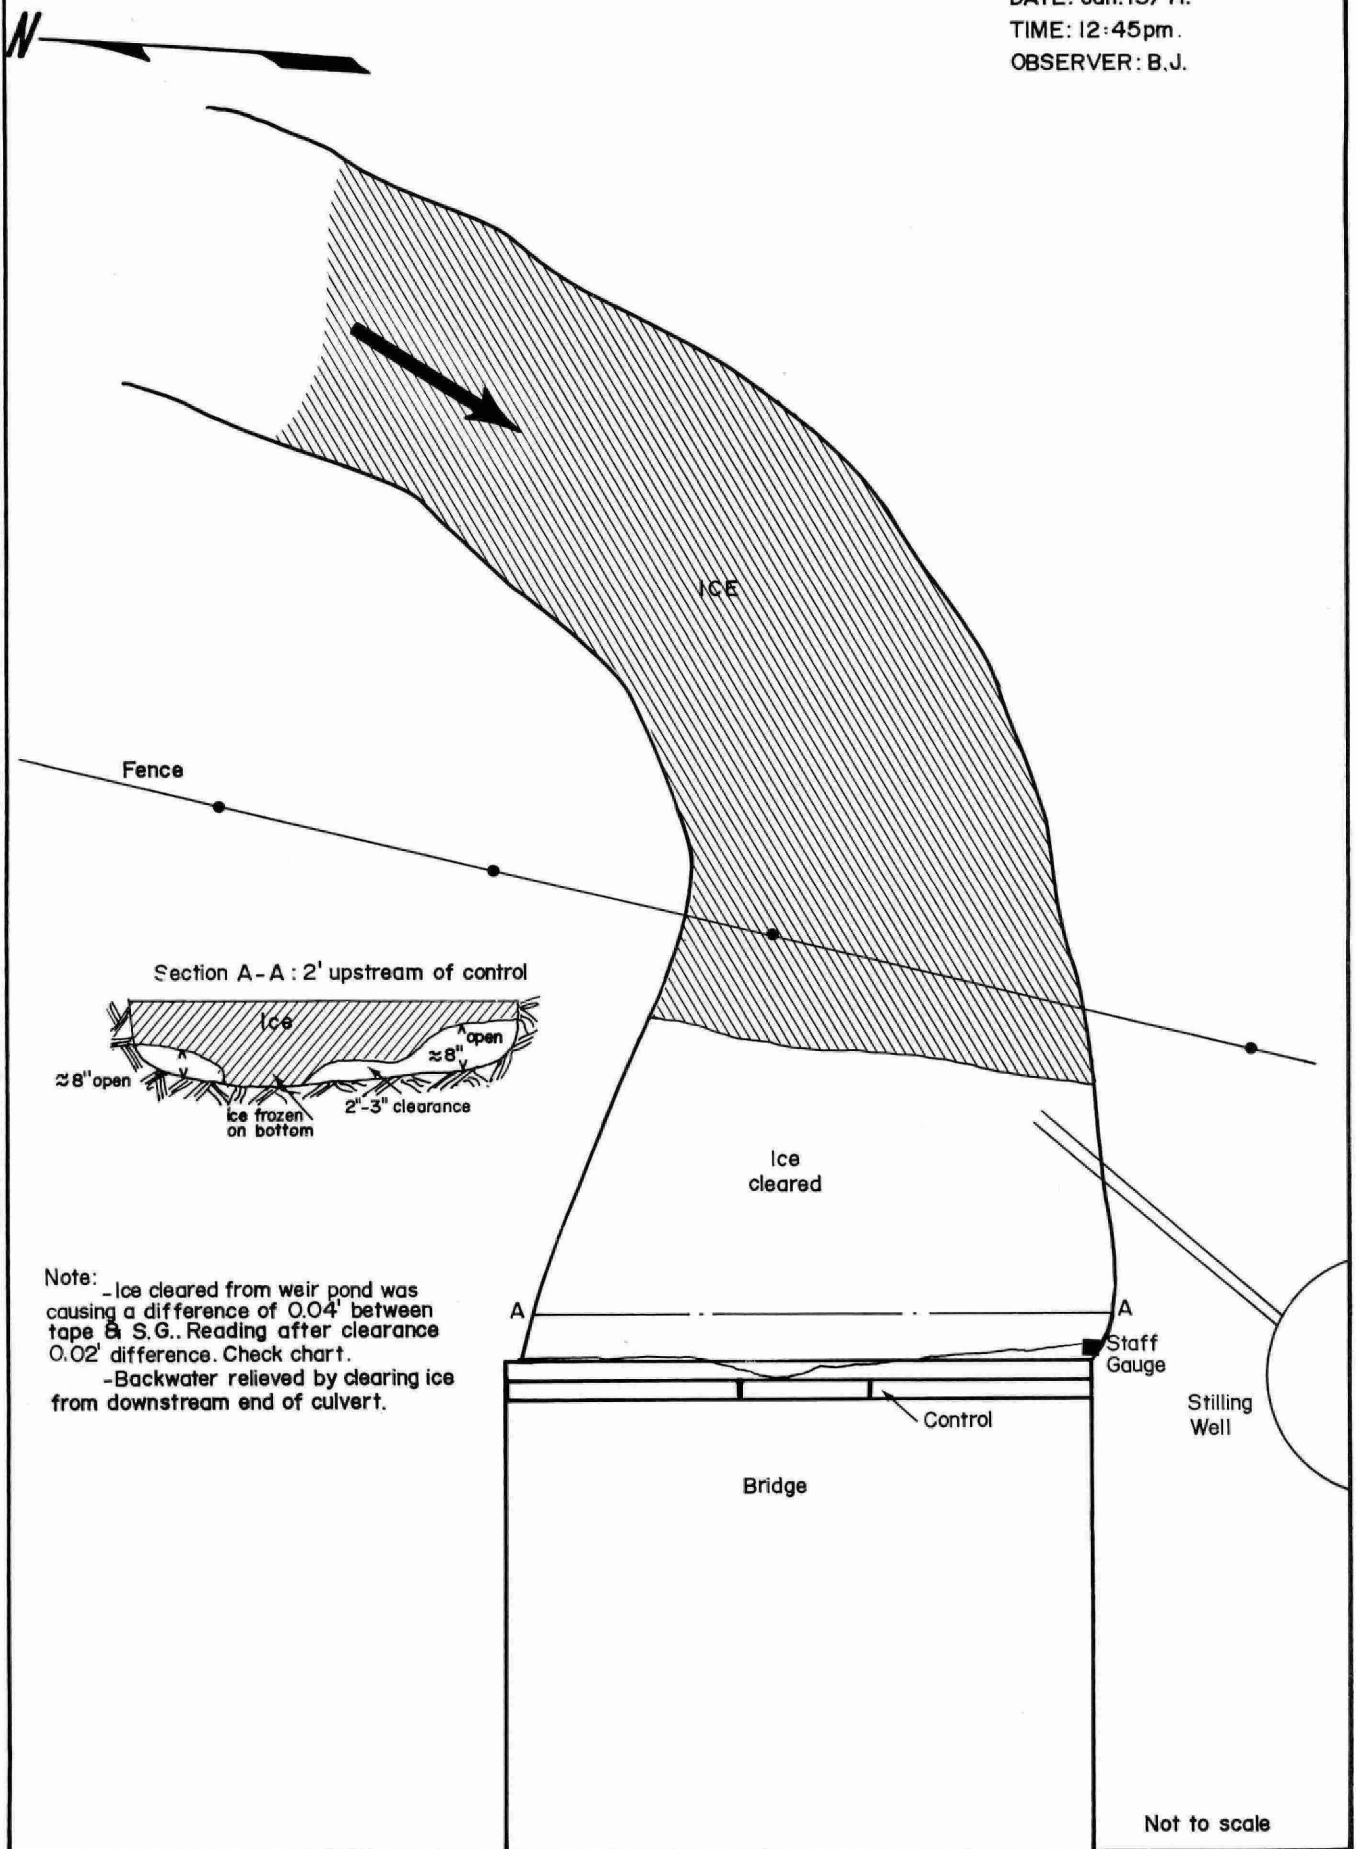 N
TIME: 12:45pm.
OBSERVER: B.J.
ICE
Fence
Section A-A: 2' upstream of control
Ice
open
≈8"
≈8" open
ice frozen
on bottom
2"-3" clearance
Ice
cleared
Note:
-Ice cleared from weir pond was
causing a difference of 0.04' between
tape & S.G.. Reading after clearance
0.02' difference. Check chart.
-Backwater relieved by clearing ice
from downstream end of culvert.
A
A
Staff
Gauge
Control
Stilling
Well
Bridge
Not to scale